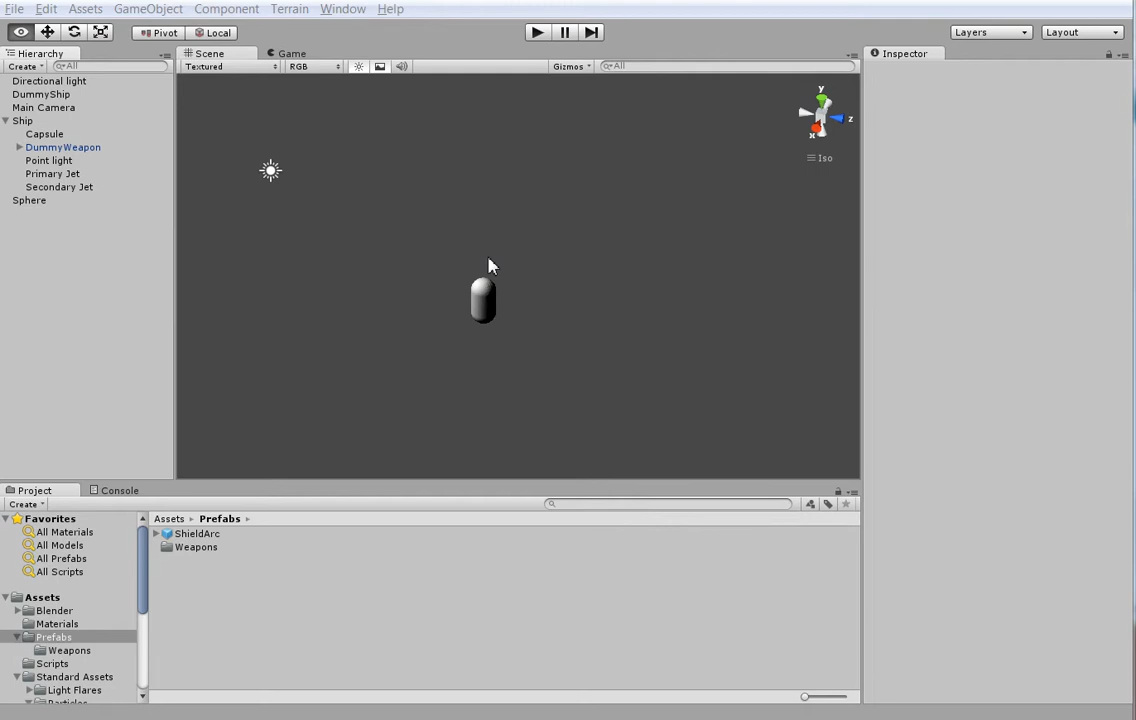 File Edit Assets GameObject Component Terrain Window Help
Pivot Local Layers Layout
Hierarchy Scene Game Inspector
Create All Textured RGB Gizmos All
Directional light
DummyShip
Main Camera
Ship
Capsule
DummyWeapon
Point light
Primary Jet
Secondary Jet
Sphere
y
z
x
Iso
Project Console
Create
Favorites Assets Prefabs
All Materials ShieldArc
All Models Weapons
All Prefabs
All Scripts
Assets
Blender
Materials
Prefabs
Weapons
Scripts
Standard Assets
Light Flares
Particles